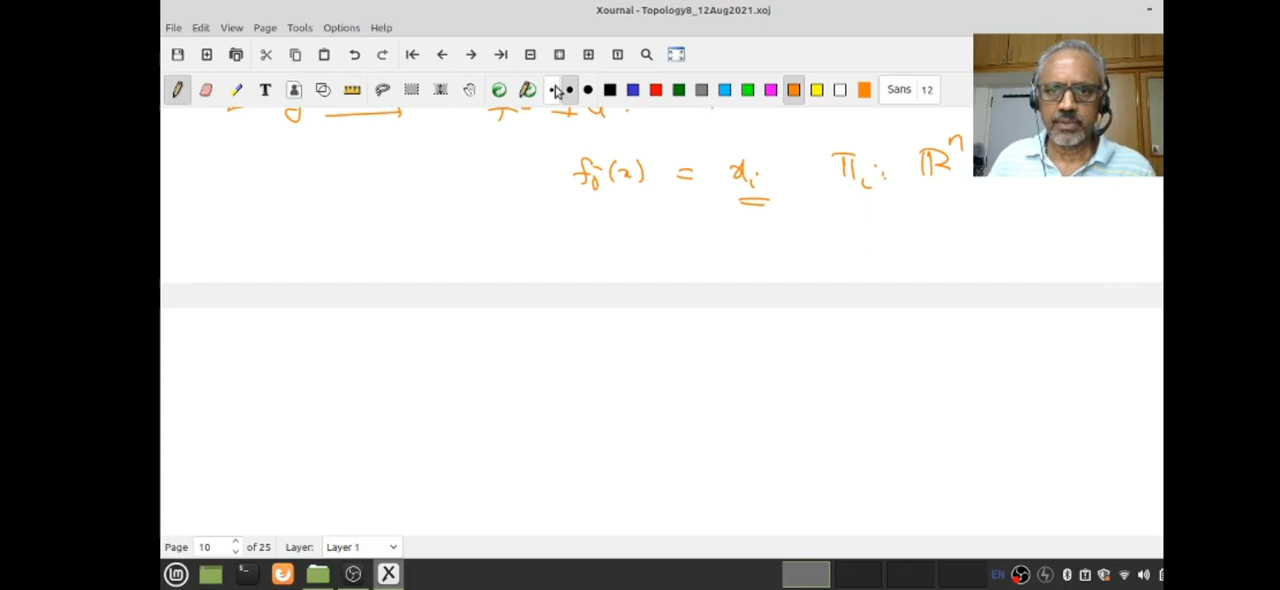 Xournal - Topology8_12Aug2021.xoj
File Edit View Page Tools Options Help
T Sans 12
= xᵢ πᵢ : ℝⁿ
Page 10 of 25 Layer: Layer 1
EN